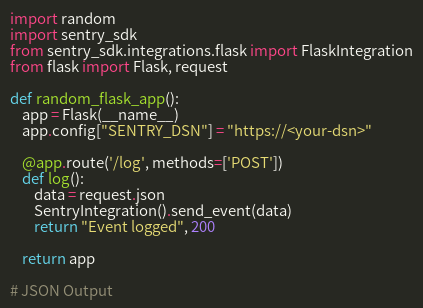 import random
import sentry_sdk
from sentry_sdk.integrations.flask import FlaskIntegration
from flask import Flask, request

def random_flask_app():
    app = Flask(__name__)
    app.config["SENTRY_DSN"] = "https://<your-dsn>"

    @app.route('/log', methods=['POST'])
    def log():
        data = request.json
        SentryIntegration().send_event(data)
        return "Event logged", 200

    return app

# JSON Output